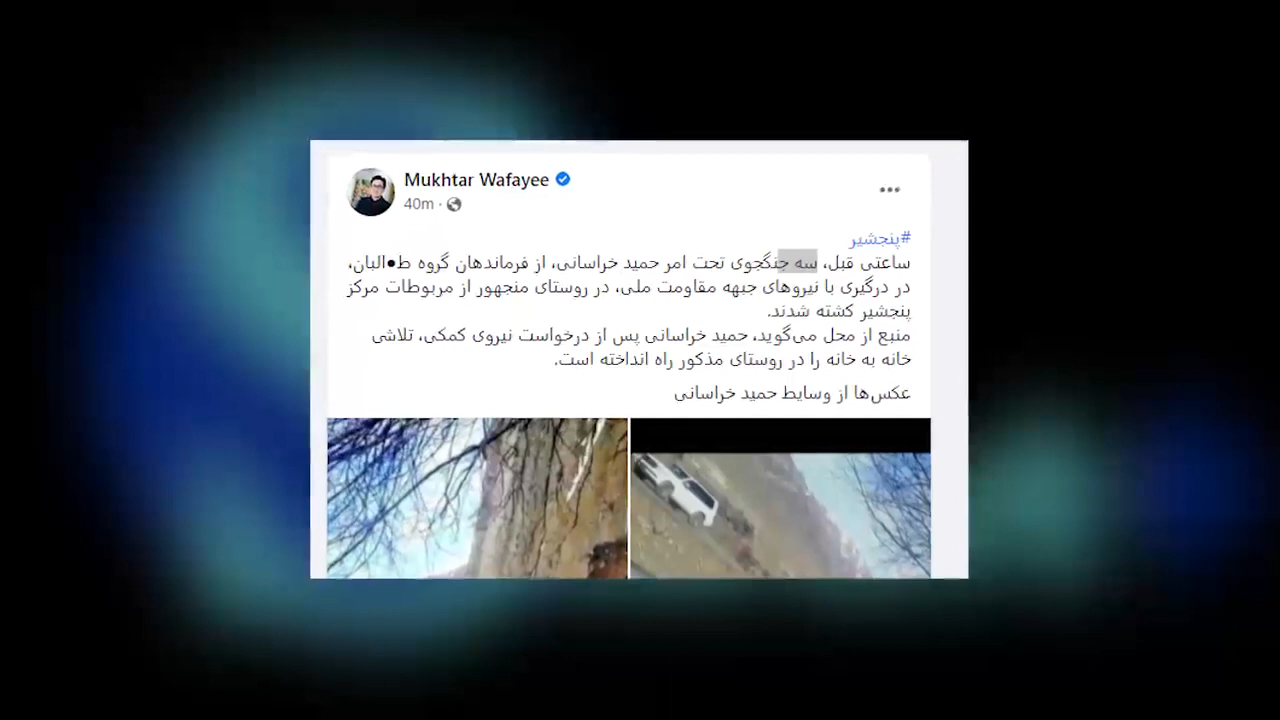 Mukhtar Wafayee
40m ·
#پنجشیر
ساعتی قبل، سه جنگجوی تحت امر حمید خراسانی، از فرماندهان گروه ط●البان،
در درگیری با نیروهای جبهه مقاومت ملی، در روستای منجهور از مربوطات مرکز
پنجشیر کشته شدند.
منبع از محل می‌گوید، حمید خراسانی پس از درخواست نیروی کمکی، تلاشی
خانه به خانه را در روستای مذکور راه انداخته است.
عکس‌ها از وسایط حمید خراسانی